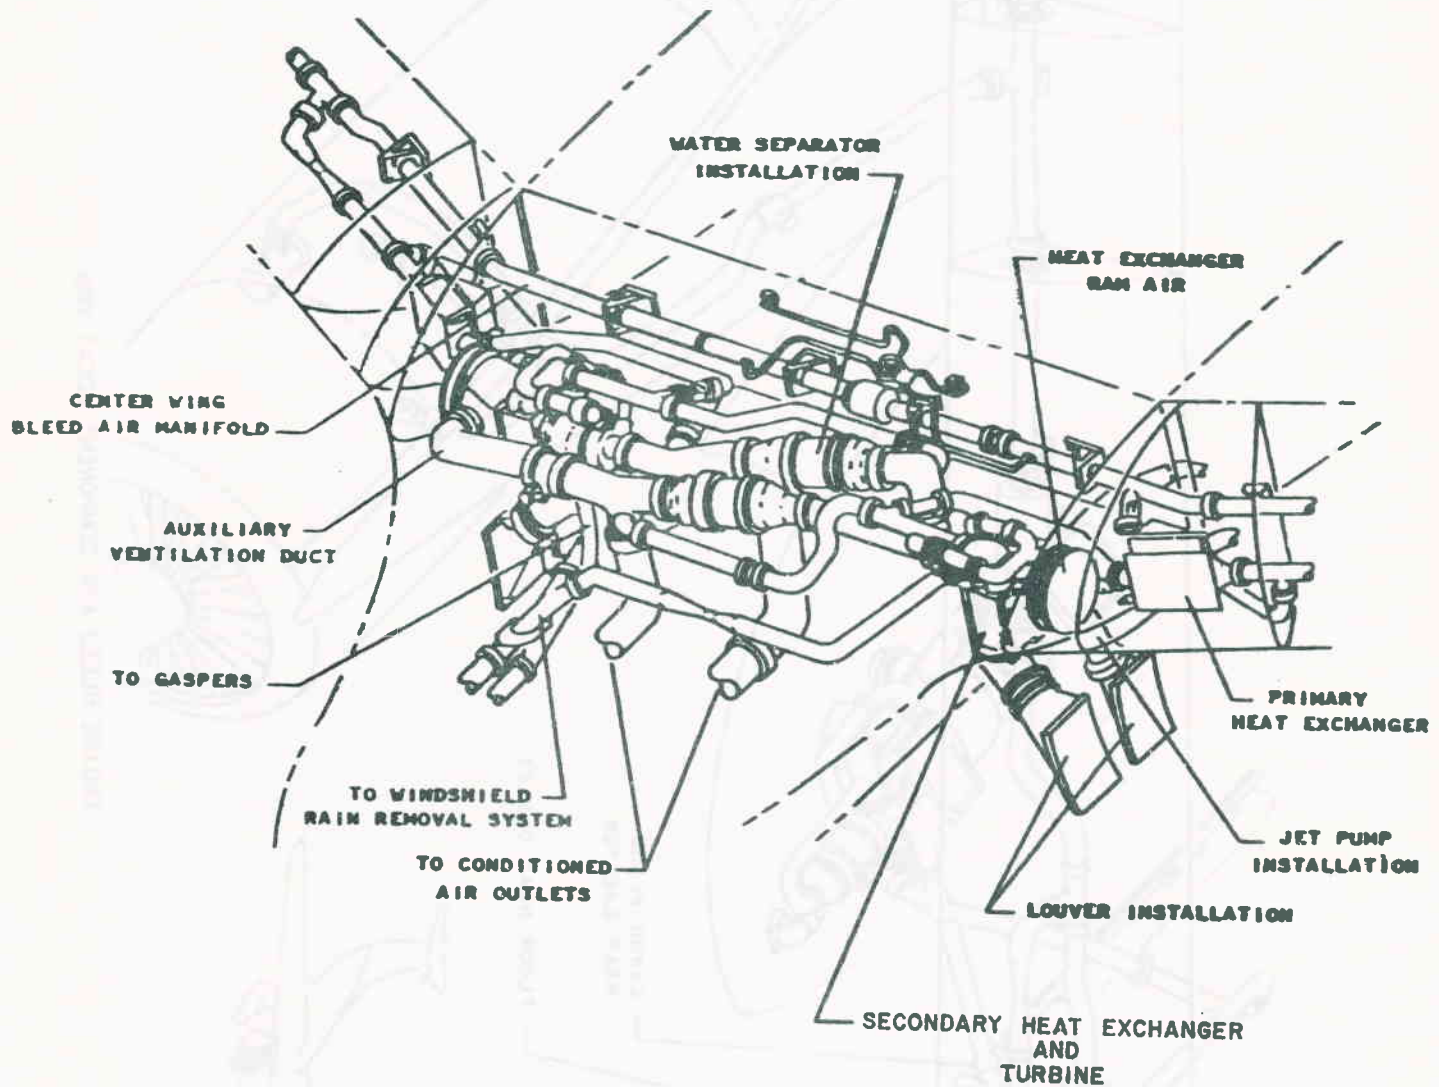 WATER SEPARATOR
INSTALLATION
HEAT EXCHANGER
RAM AIR
CENTER WING
BLEED AIR MANIFOLD
AUXILIARY
VENTILATION DUCT
TO GASPERS
PRIMARY
HEAT EXCHANGER
TO WINDSHIELD
RAIN REMOVAL SYSTEM
TO CONDITIONED
AIR OUTLETS
JET PUMP
INSTALLATION
LOUVER INSTALLATION
SECONDARY HEAT EXCHANGER
AND
TURBINE